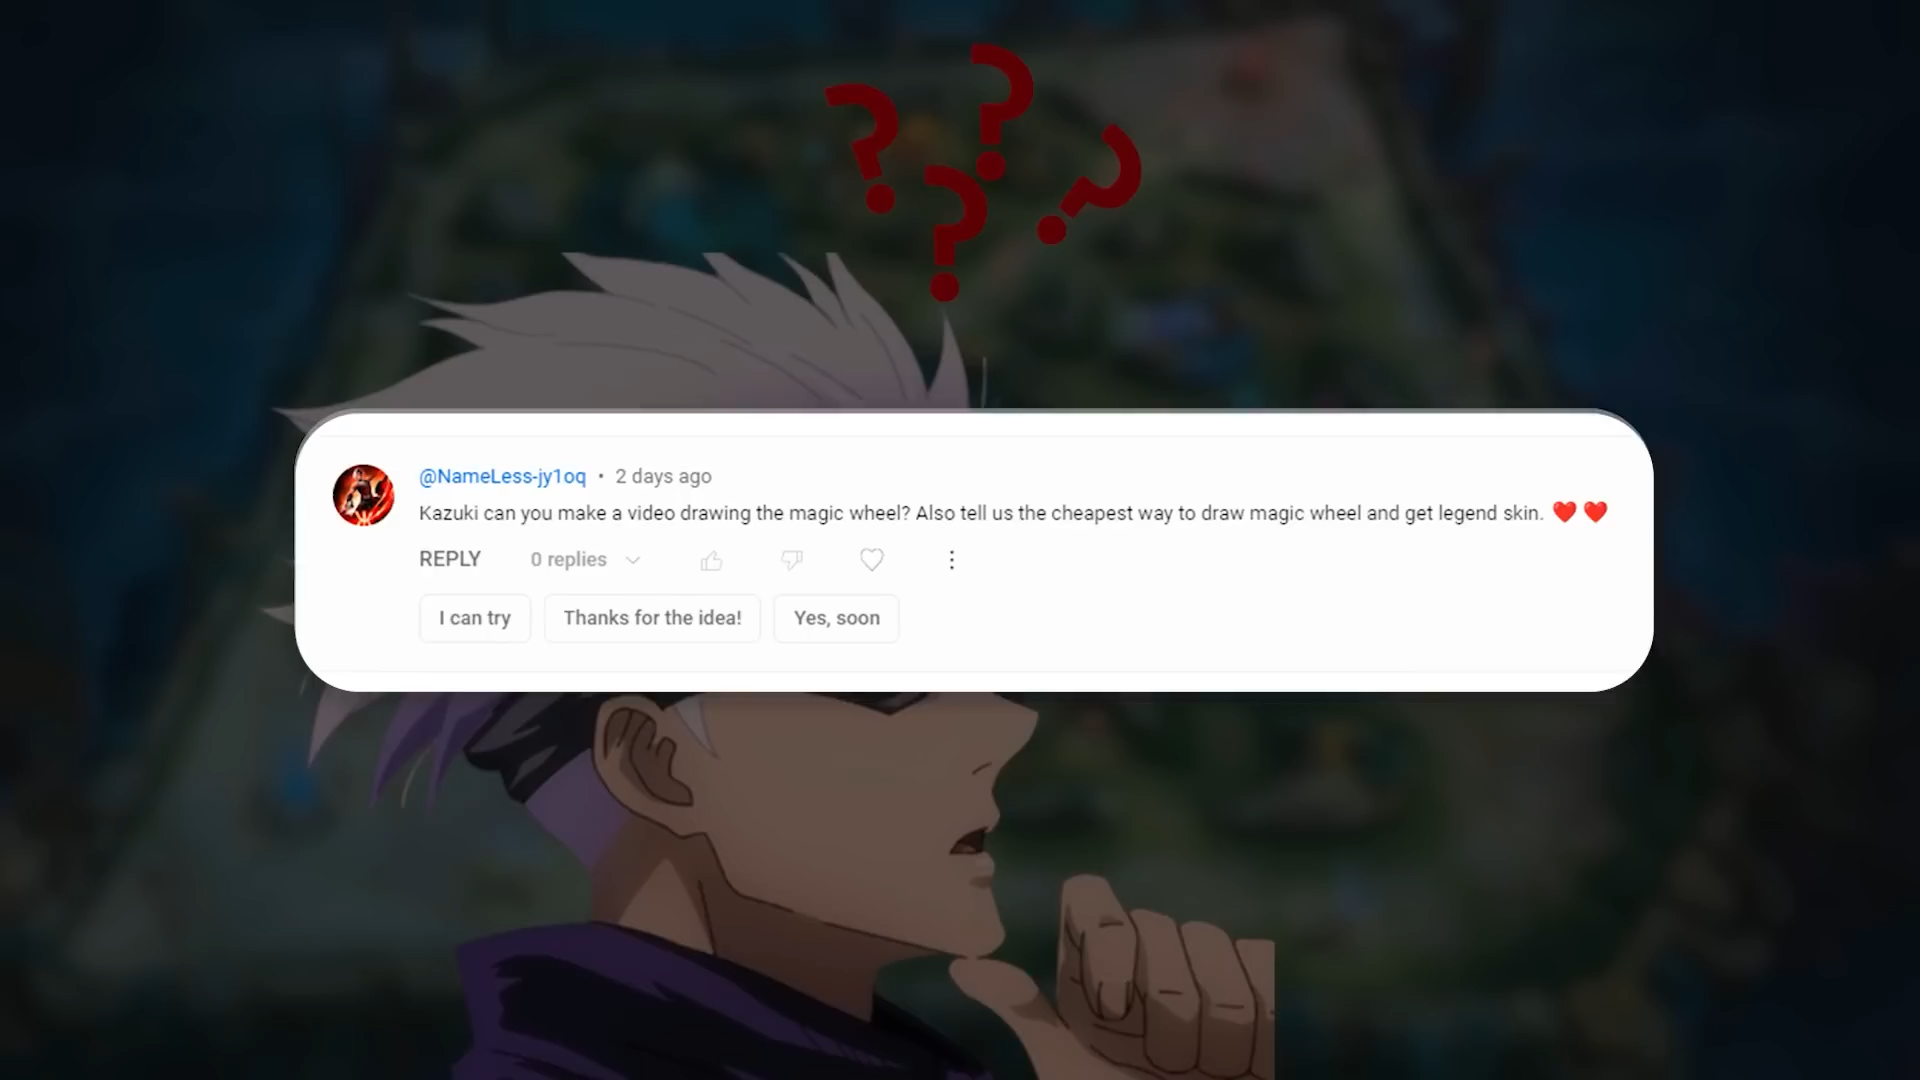 ????
@NameLess-jy1oq • 2 days ago
Kazuki can you make a video drawing the magic wheel? Also tell us the cheapest way to draw magic wheel and get legend skin. ❤️ ❤️
REPLY 0 replies
I can try Thanks for the idea! Yes, soon